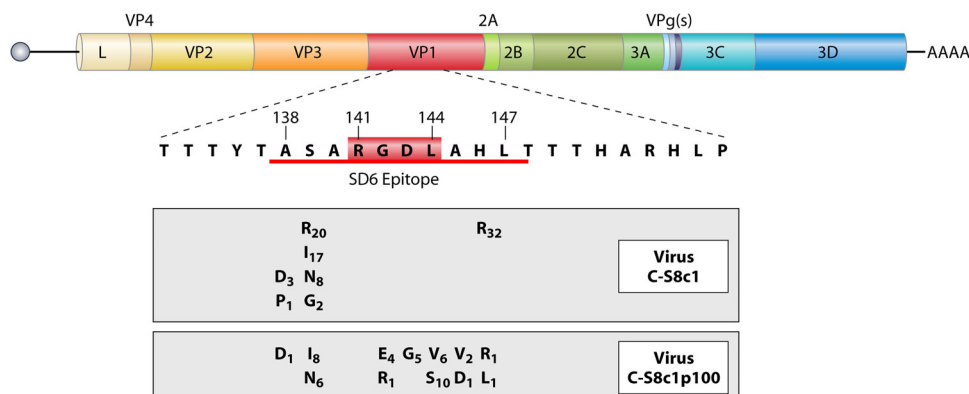 VP4 2A VPg(s)
L VP2 VP3 VP1 2B 2C 3A 3C 3D AAAA
138 141 144 147
T T T Y T A S A R G D L A H L T T T H A R H L P
SD6 Epitope
R20 R32
I17
D3 N8
P1 G2
Virus
C-S8c1
D1 I8 E4 G5 V6 V2 R1
N6 R1 S10 D1 L1
Virus
C-S8c1p100